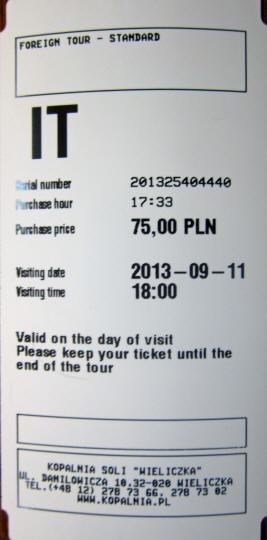 FOREIGN TOUR - STANDARD
IT
Serial number 201325404440
Purchase hour 17:33
Purchase price 75,00 PLN
Visiting date 2013-09-11
Visiting time 18:00
Valid on the day of visit
Please keep your ticket until the
end of the tour
KOPALNIA SOLI "WIELICZKA"
UL. DANILOWICZA 10,32-020 WIELICZKA
TEL.(+48 12) 278 73 66, 278 73 02
WWW.KOPALNIA.PL